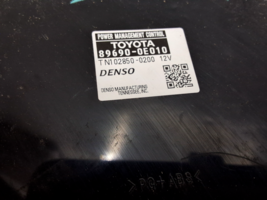 POWER MANAGEMENT CONTROL
TOYOTA
89690-0E010
TN102850-0200 12V
DENSO
DENSO MANUFACTURING
TENNESSEE, INC.